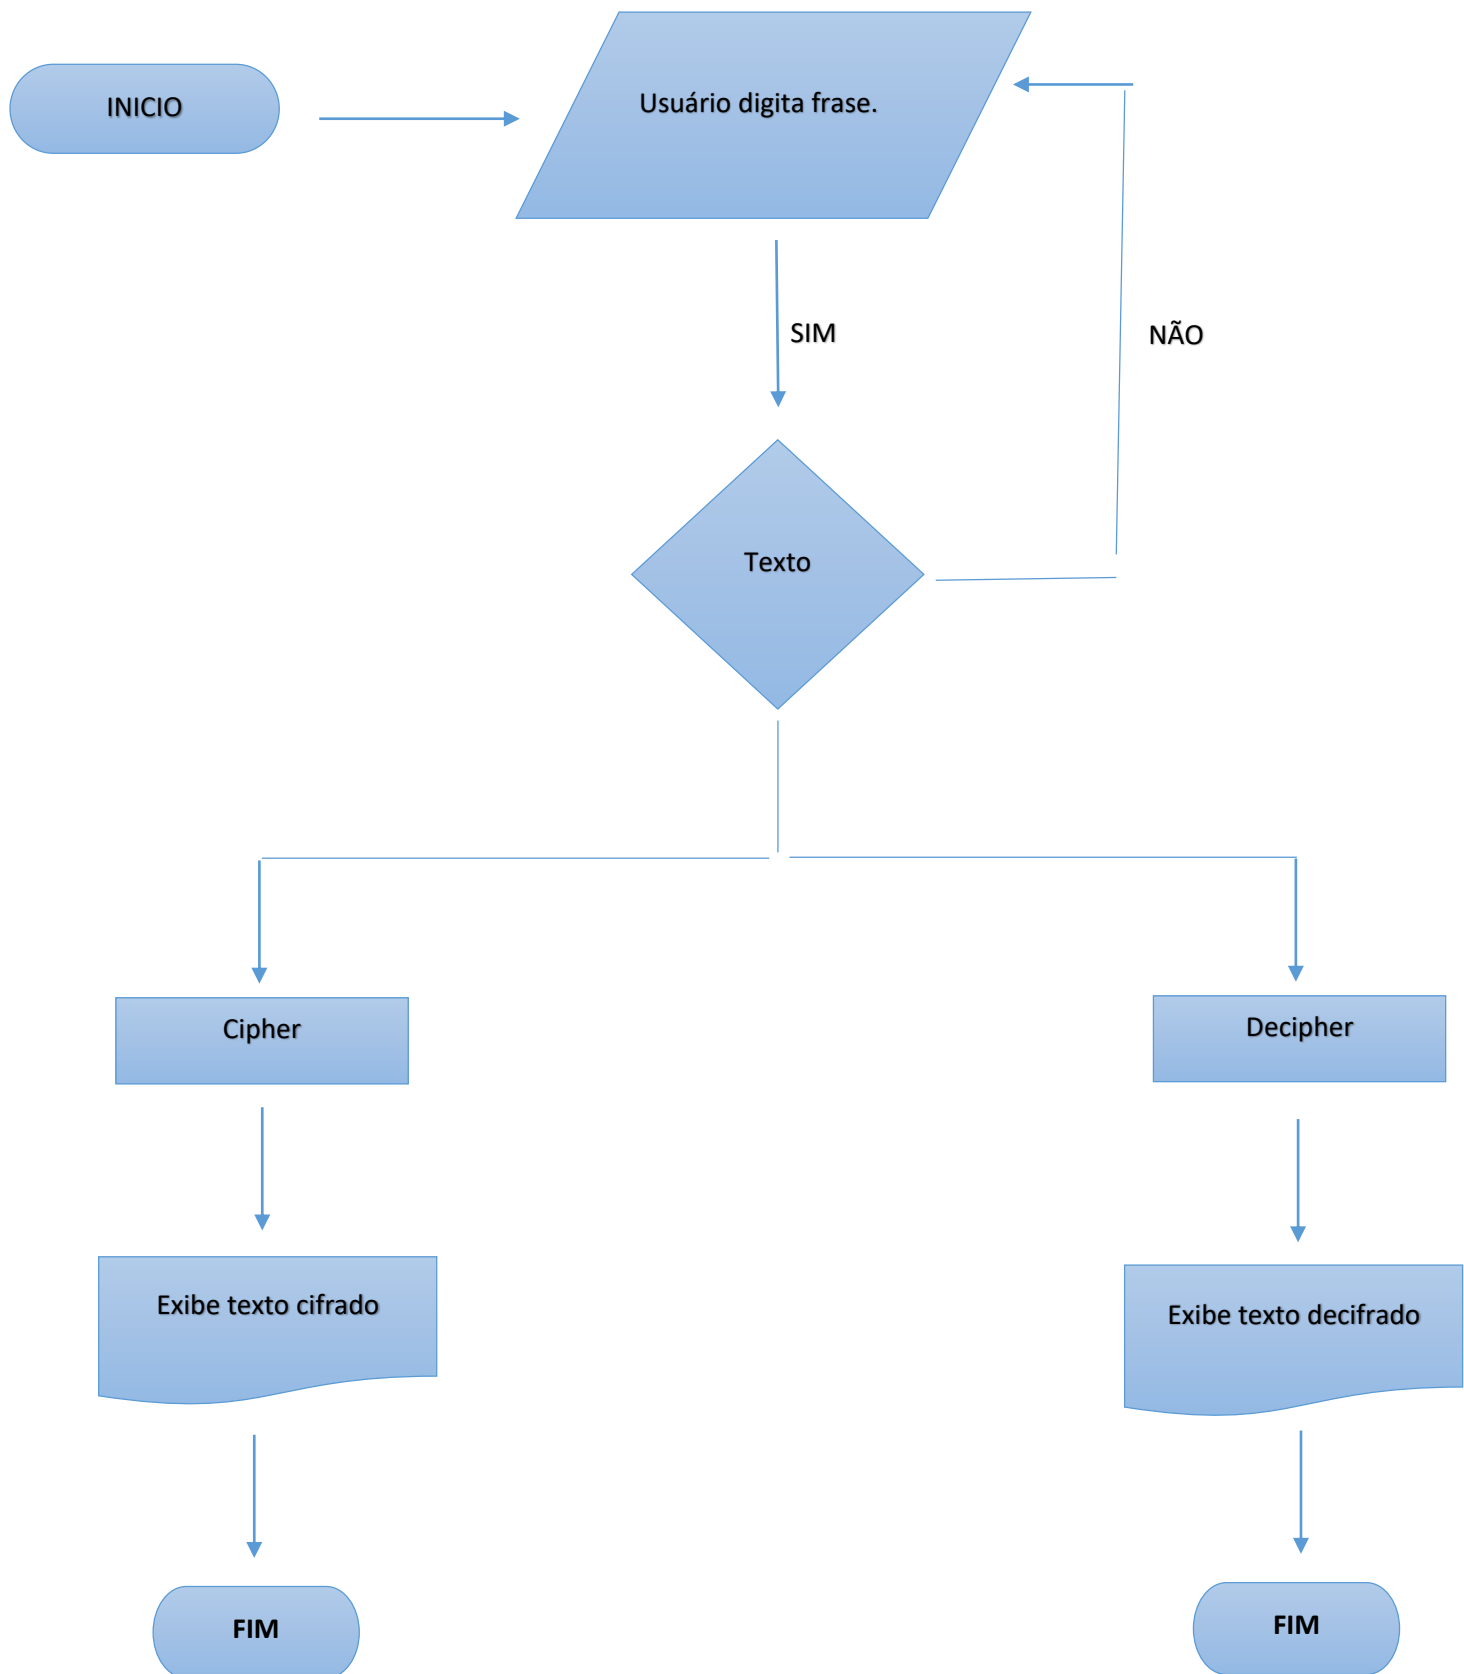 INICIO
Usuário digita frase.
SIM
NÃO
Texto
Cipher
Decipher
Exibe texto cifrado
Exibe texto decifrado
FIM
FIM